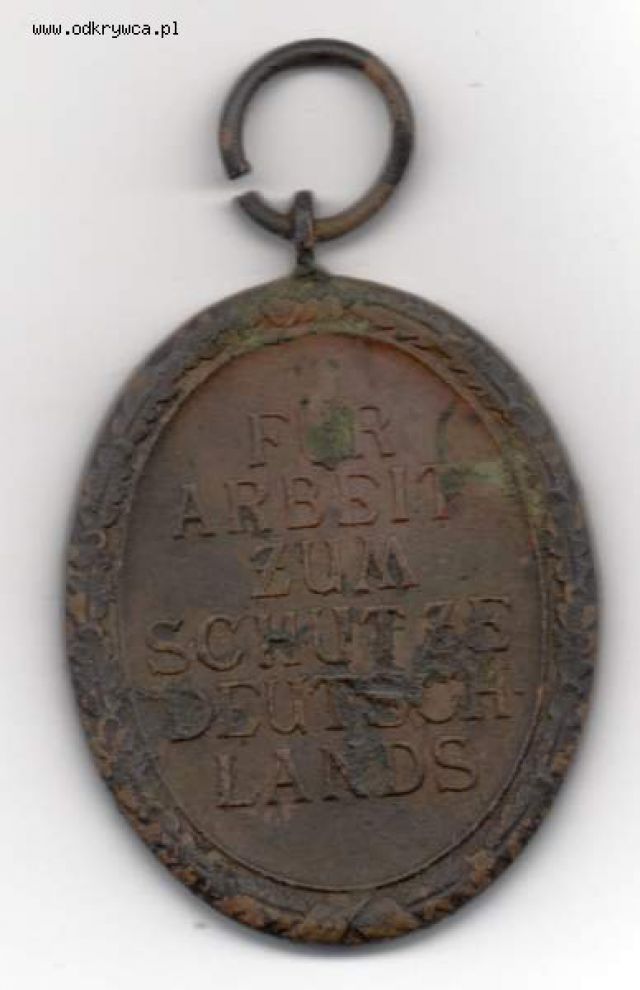 www.odkrywca.pl
FÜR
ARBEIT
ZUM
SCHUTZE
DEUTSCH-
LANDS